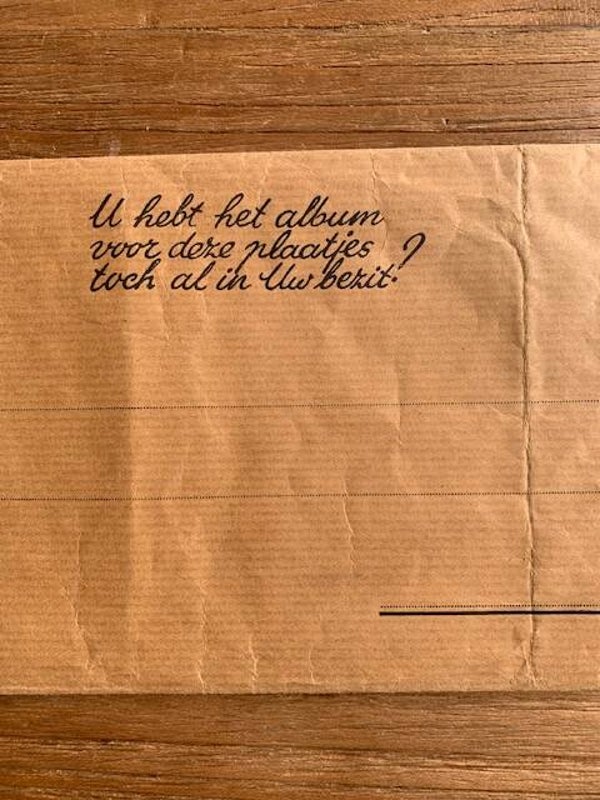 U hebt het album
voor deze plaatjes
toch al in Uw bezit?